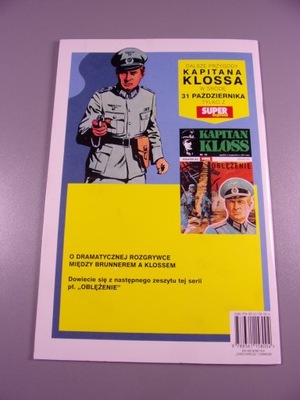 DALSZE PRZYGODY
KAPITANA
KLOSSA
W ŚRODĘ
31 PAŹDZIERNIKA
TYLKO Z
SUPER
KAPITAN
KLOSS
OBLĘŻENIE
O DRAMATYCZNEJ ROZGRYWCE
MIĘDZY BRUNNEREM A KLOSSEM
Dowiecie się z następnego zeszytu tej serii
pt. „OBLĘŻENIE"